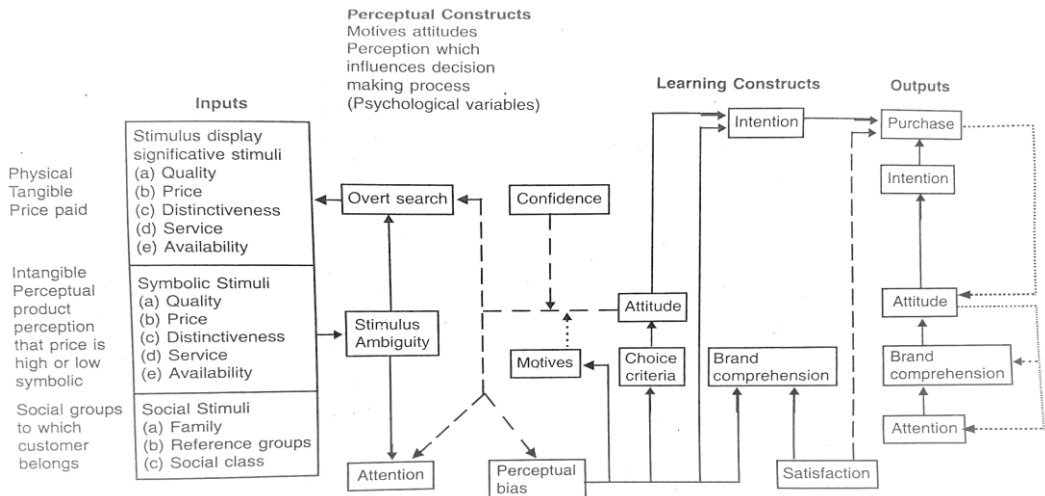 Perceptual Constructs
Motives attitudes
Perception which
influences decision
making process
(Psychological variables)
Inputs
Learning Constructs
Outputs
Physical
Tangible
Price paid
Stimulus display
significative stimuli
(a) Quality
(b) Price
(c) Distinctiveness
(d) Service
(e) Availability
Intangible
Perceptual
product
perception
that price is
high or low
symbolic
Symbolic Stimuli
(a) Quality
(b) Price
(c) Distinctiveness
(d) Service
(e) Availability
Social groups
to which
customer
belongs
Social Stimuli
(a) Family
(b) Reference groups
(c) Social class
Overt search
Stimulus
Ambiguity
Attention
Confidence
Motives
Perceptual
bias
Attitude
Choice
criteria
Intention
Brand
comprehension
Satisfaction
Purchase
Intention
Attitude
Brand
comprehension
Attention